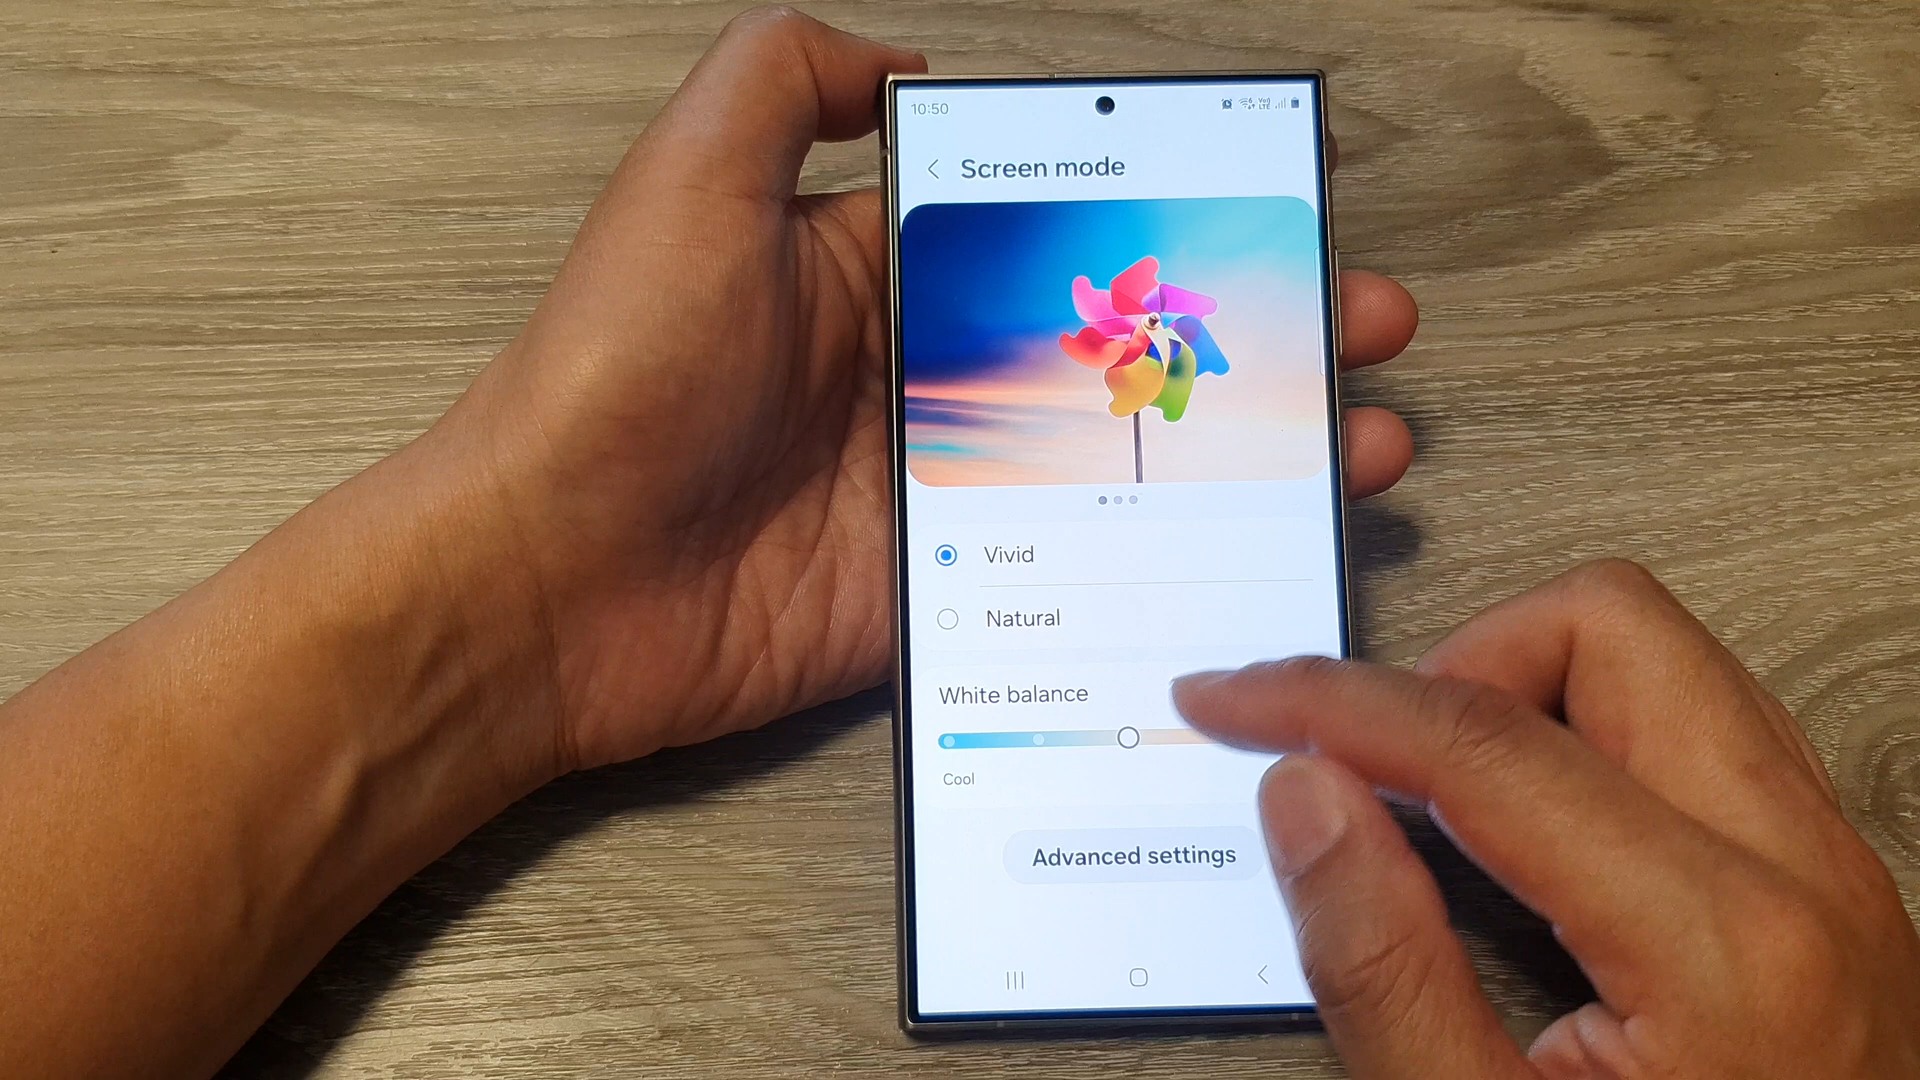 10:50
Screen mode
Vivid
Natural
White balance
Cool
Advanced settings